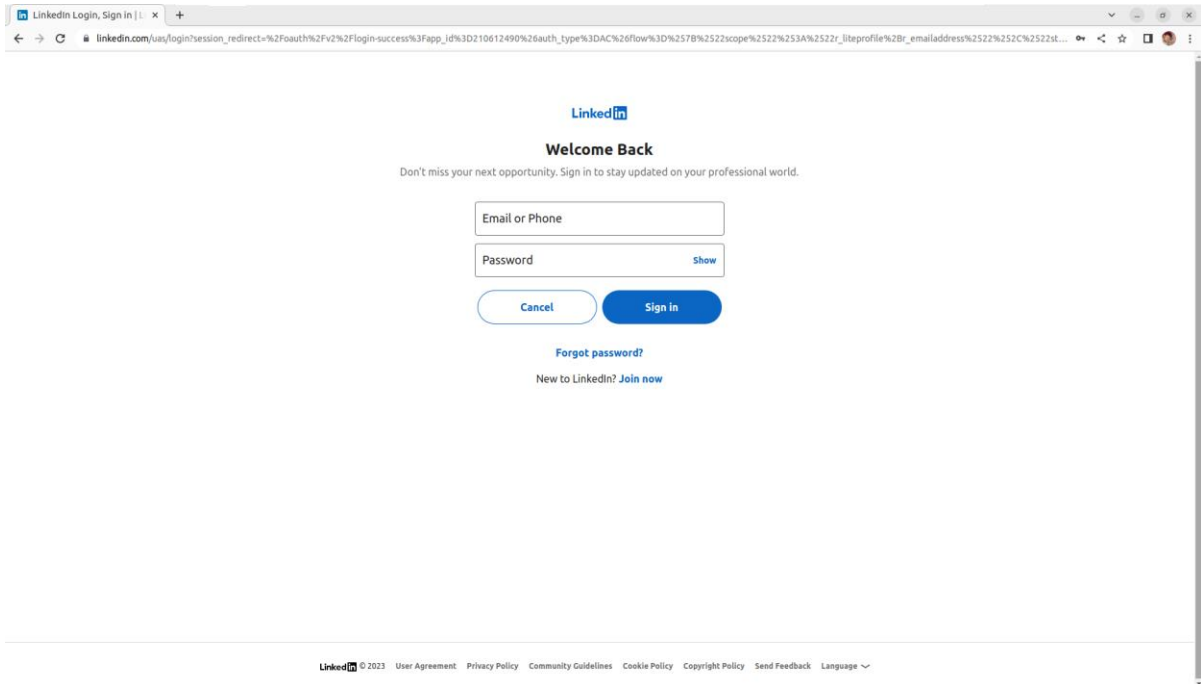 LinkedIn Login, Sign in | L
linkedin.com/uas/login?session_redirect=%2Foauth%2Fv2%2Flogin-success%3Fapp_id%3D210612490%26auth_type%3DAC%26flow%3D%257B%2522scope%2522%253A%2522r_liteprofile%2Br_emailaddress%2522%252C%2522st...
Linked in
Welcome Back
Don't miss your next opportunity. Sign in to stay updated on your professional world.
Email or Phone
Password Show
Cancel Sign in
Forgot password?
New to LinkedIn? Join now
Linked in © 2023 User Agreement Privacy Policy Community Guidelines Cookie Policy Copyright Policy Send Feedback Language